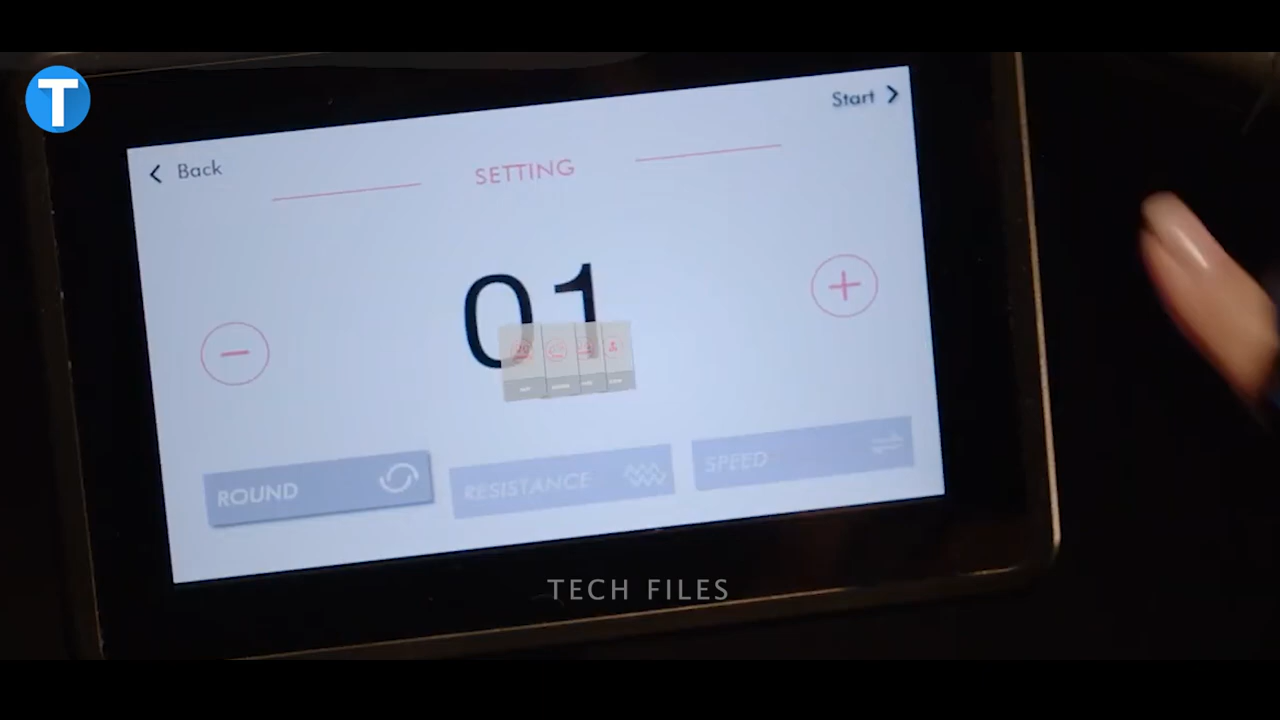 T
Start
Back
SETTING
01
ROUND
RESISTANCE
SPEED
TECH FILES